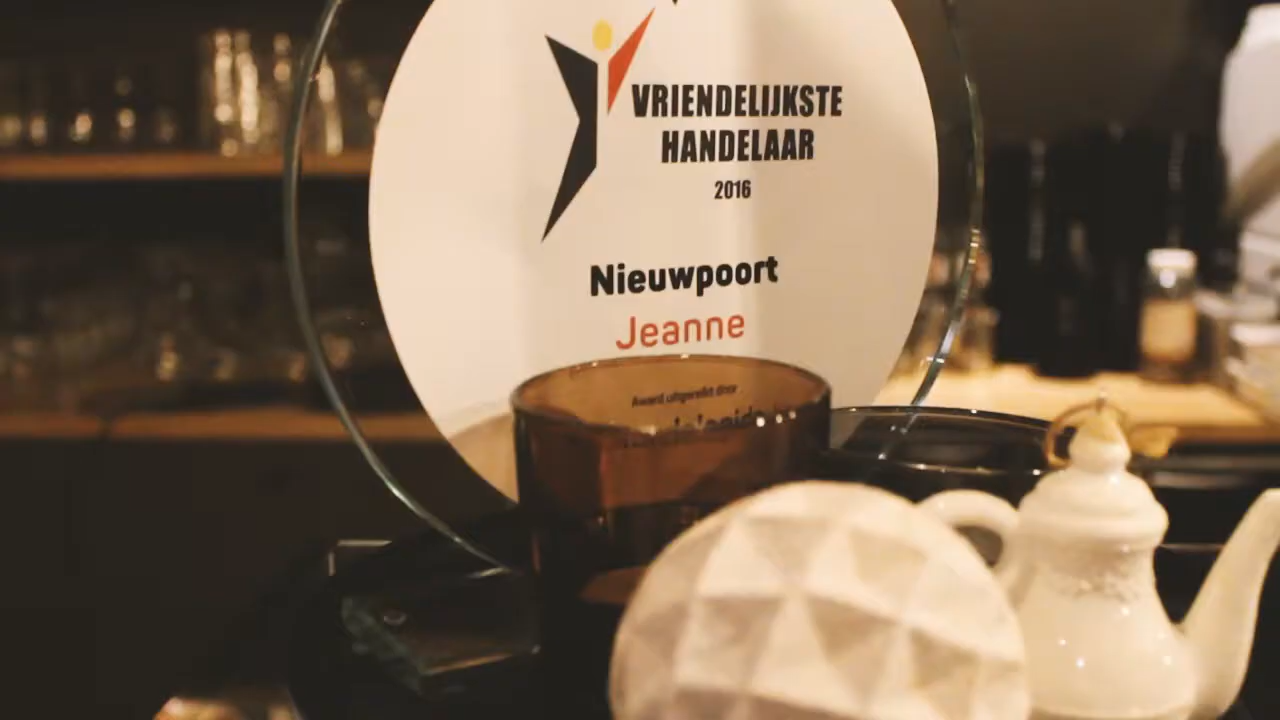 VRIENDELIJKSTE
HANDELAAR
2016
Nieuwpoort
Jeanne
Award uitgereikt door